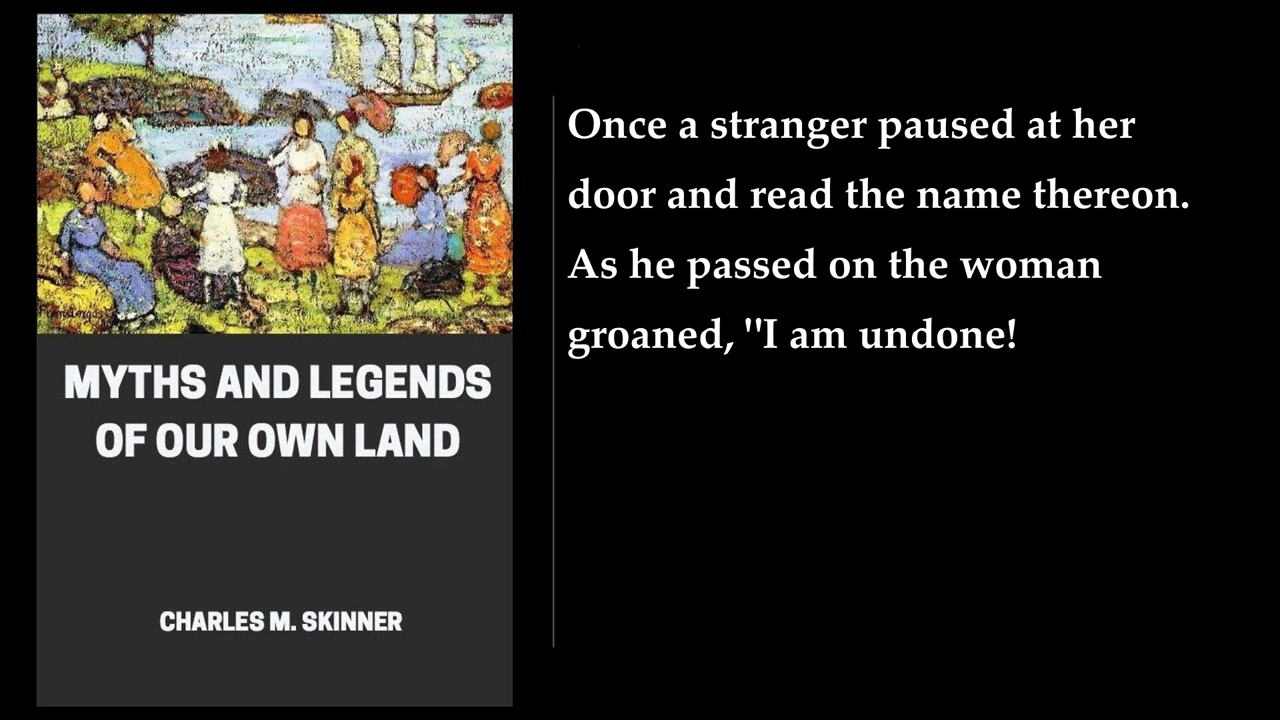 MYTHS AND LEGENDS
OF OUR OWN LAND
CHARLES M. SKINNER
Once a stranger paused at her
door and read the name thereon.
As he passed on the woman
groaned, "I am undone!